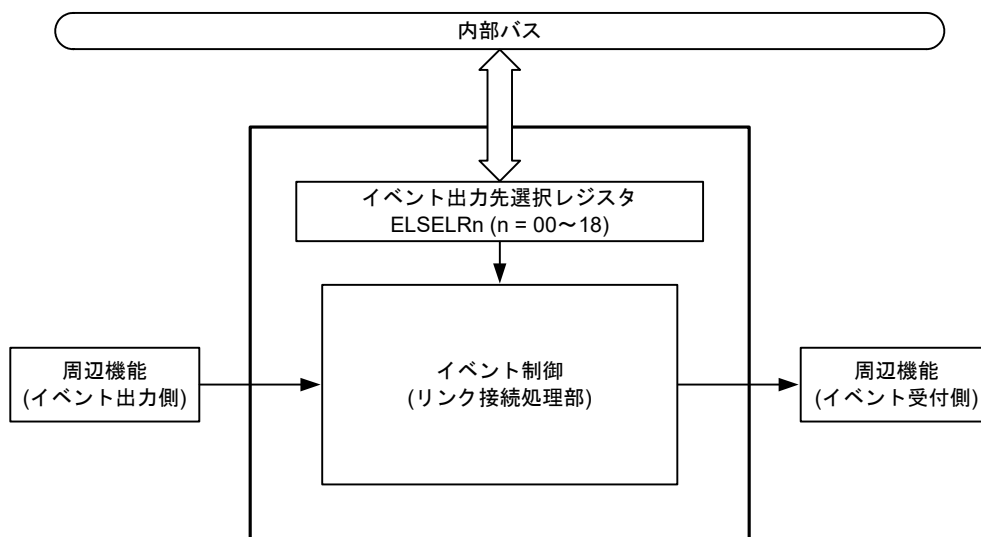 内部バス
イベント出力先選択レジスタ
ELSELRn (n = 00～18)
周辺機能
(イベント出力側)
イベント制御
(リンク接続処理部)
周辺機能
(イベント受付側)